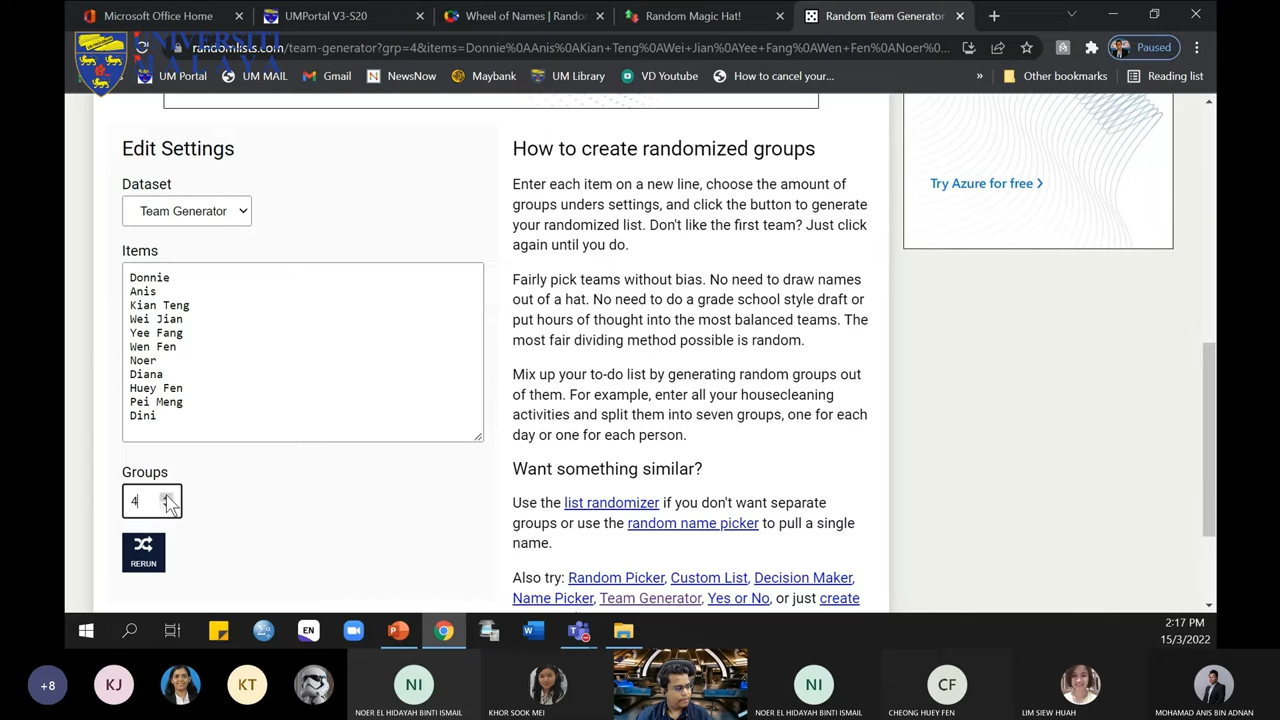 Microsoft Office Home
UMPortal V3-S20
Wheel of Names | Rando
Random Magic Hat!
Random Team Generator
UNIVERSITI
MALAYA
randomlists.com/team-generator?grp=4&items=Donnie%0AAnis%0AKian+Teng%0AWei+Jian%0AYee+Fang%0AWen+Fen%0ANoer%0...
Paused
UM Portal
UM MAIL
Gmail
NewsNow
Maybank
UM Library
VD Youtube
How to cancel your...
»
Other bookmarks
Reading list
Edit Settings
Dataset
Team Generator
Items
Donnie
Anis
Kian Teng
Wei Jian
Yee Fang
Wen Fen
Noer
Diana
Huey Fen
Pei Meng
Dini
Groups
4
RERUN
How to create randomized groups
Enter each item on a new line, choose the amount of
groups unders settings, and click the button to generate
your randomized list. Don't like the first team? Just click
again until you do.
Fairly pick teams without bias. No need to draw names
out of a hat. No need to do a grade school style draft or
put hours of thought into the most balanced teams. The
most fair dividing method possible is random.
Mix up your to-do list by generating random groups out
of them. For example, enter all your housecleaning
activities and split them into seven groups, one for each
day or one for each person.
Want something similar?
Use the list randomizer if you don't want separate
groups or use the random name picker to pull a single
name.
Also try: Random Picker, Custom List, Decision Maker,
Name Picker, Team Generator, Yes or No, or just create
Try Azure for free >
EN
2:17 PM
15/3/2022
+8
KJ
KT
NI
NI
CF
NOER EL HIDAYAH BINTI ISMAIL
KHOR SOOK MEI
NOER EL HIDAYAH BINTI ISMAIL
CHEONG HUEY FEN
LIM SIEW HUAH
MOHAMAD ANIS BIN ADNAN